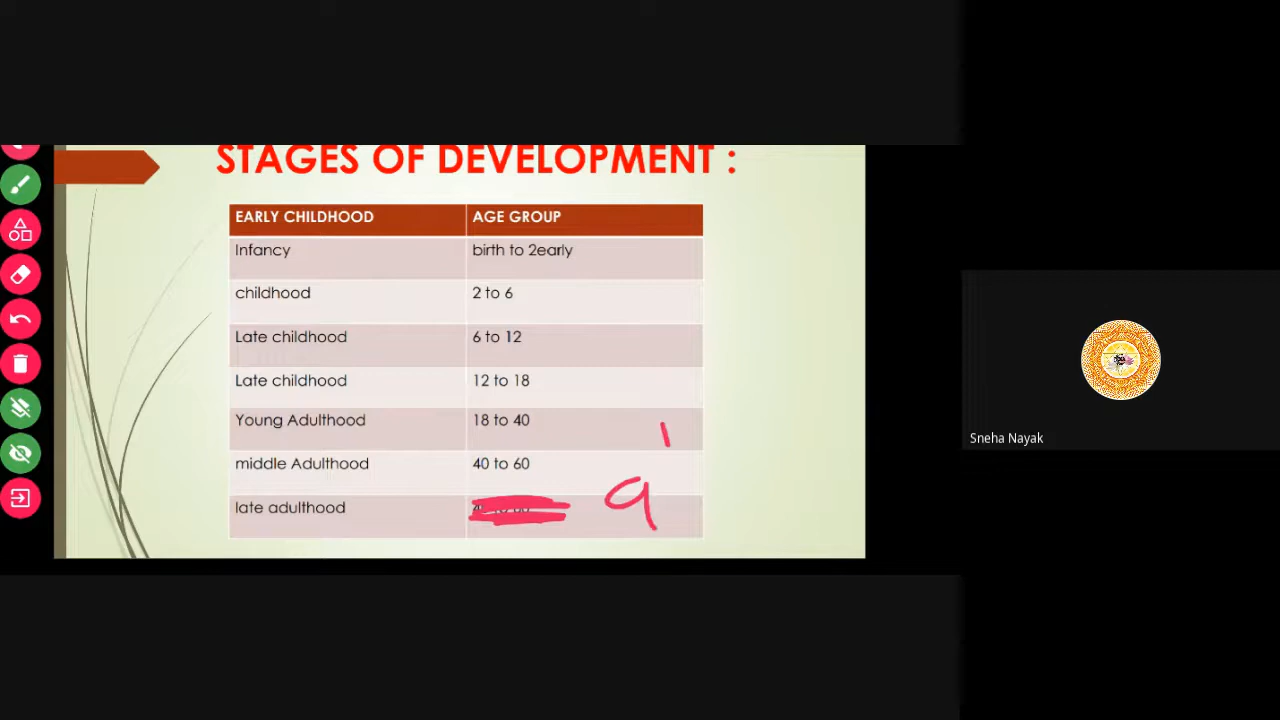 STAGES OF DEVELOPMENT :
EARLY CHILDHOOD AGE GROUP
Infancy birth to 2early
childhood 2 to 6
Late childhood 6 to 12
Late childhood 12 to 18
Young Adulthood 18 to 40
middle Adulthood 40 to 60
late adulthood
Sneha Nayak